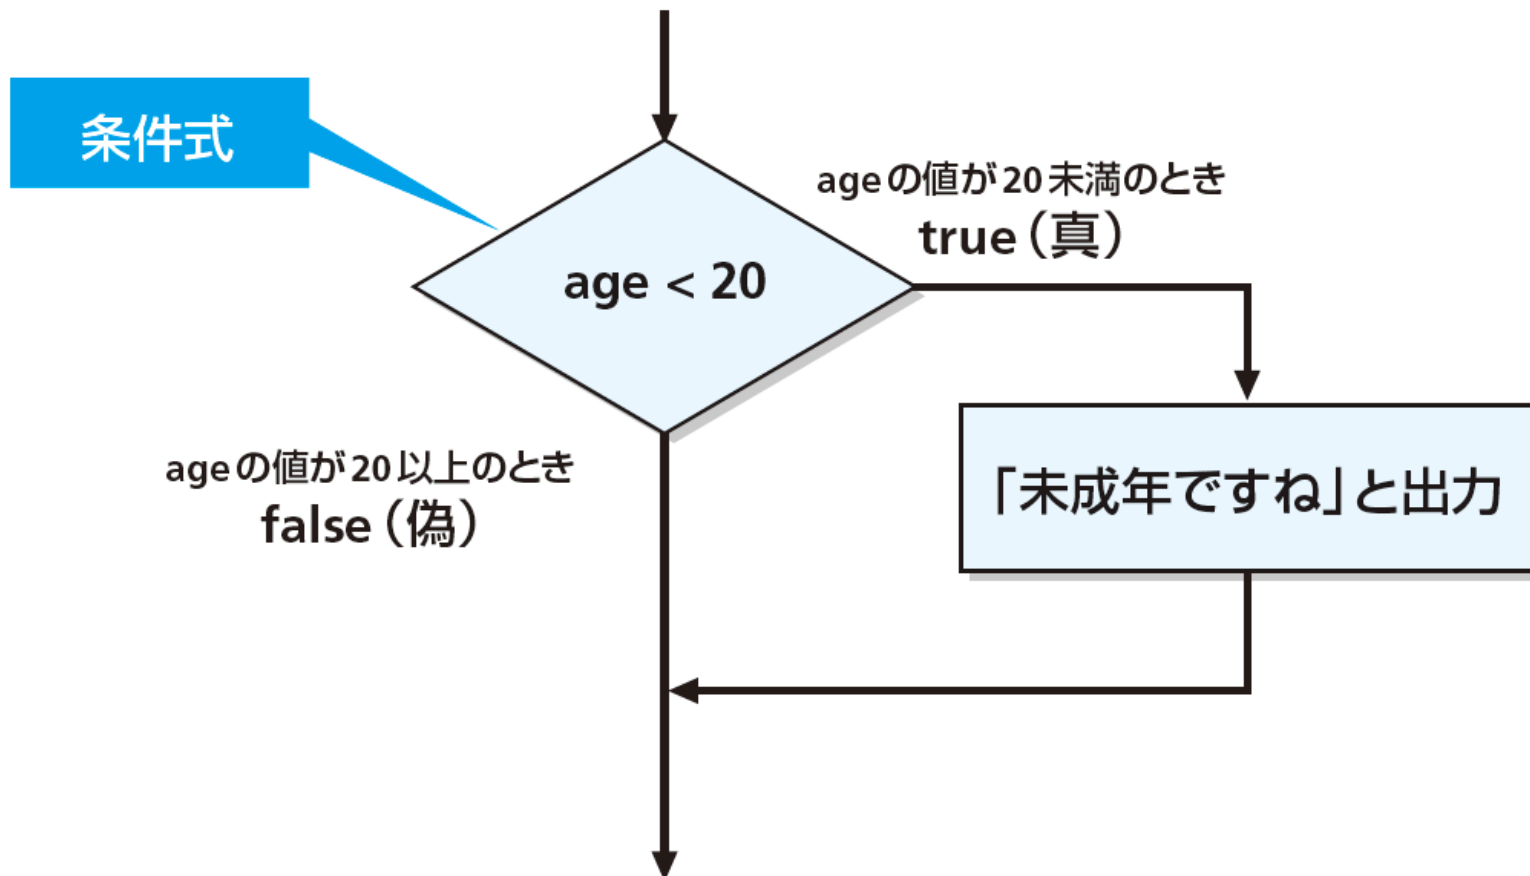 条件式
ageの値が20未満のとき
true（真）
age < 20
ageの値が20以上のとき
false（偽）
「未成年ですね」と出力